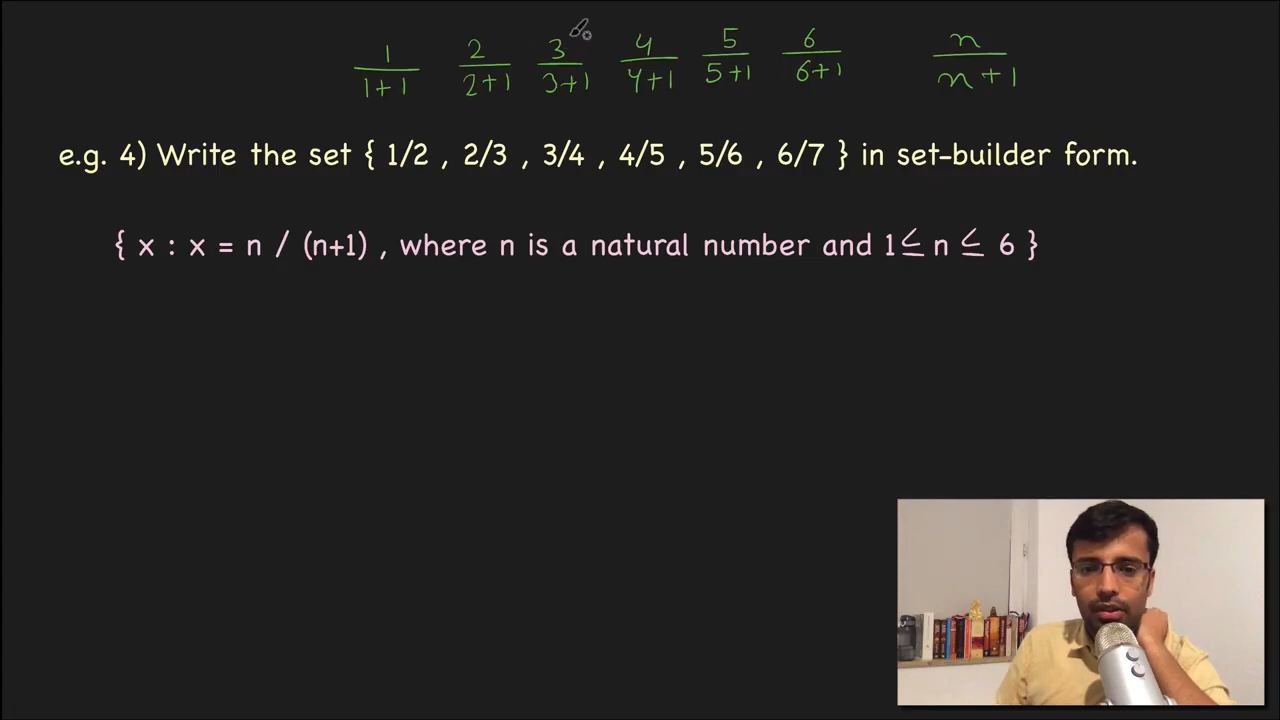 1/(1+1) 2/(2+1) 3/(3+1) 4/(4+1) 5/(5+1) 6/(6+1) n/(n+1)
e.g. 4) Write the set { 1/2 , 2/3 , 3/4 , 4/5 , 5/6 , 6/7 } in set-builder form.
{ x : x = n / (n+1) , where n is a natural number and 1 ≤ n ≤ 6 }